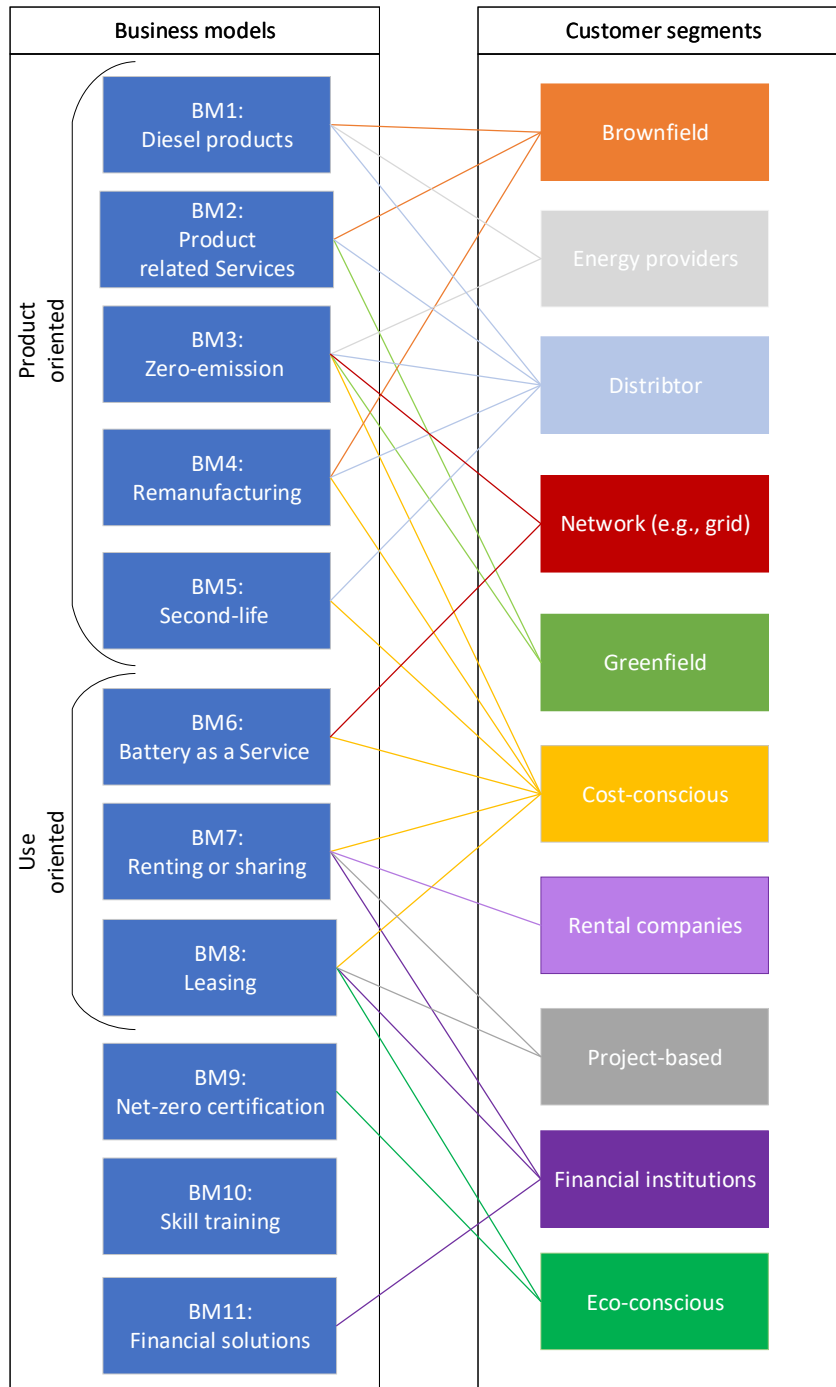 Business models
Product
oriented
BM1:
Diesel products
BM2:
Product
related Services
BM3:
Zero-emission
BM4:
Remanufacturing
BM5:
Second-life
Use
oriented
BM6:
Battery as a Service
BM7:
Renting or sharing
BM8:
Leasing
BM9:
Net-zero certification
BM10:
Skill training
BM11:
Financial solutions
Customer segments
Brownfield
Energy providers
Distribtor
Network (e.g., grid)
Greenfield
Cost-conscious
Rental companies
Project-based
Financial institutions
Eco-conscious